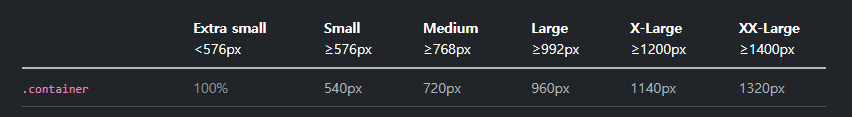 Extra small Small Medium Large X-Large XX-Large
<576px ≥576px ≥768px ≥992px ≥1200px ≥1400px
.container 100% 540px 720px 960px 1140px 1320px